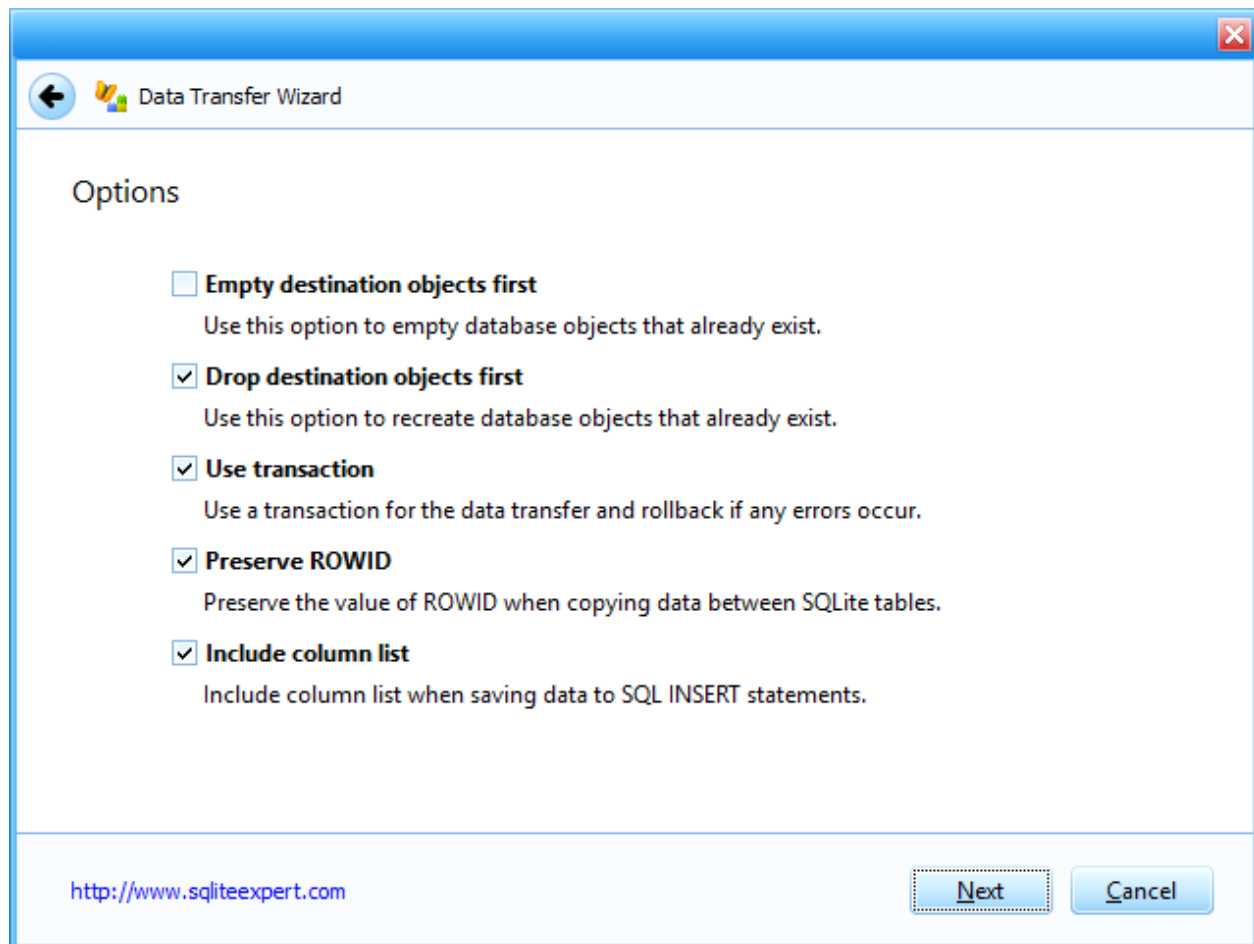 Data Transfer Wizard
Options
Empty destination objects first
Use this option to empty database objects that already exist.
Drop destination objects first
Use this option to recreate database objects that already exist.
Use transaction
Use a transaction for the data transfer and rollback if any errors occur.
Preserve ROWID
Preserve the value of ROWID when copying data between SQLite tables.
Include column list
Include column list when saving data to SQL INSERT statements.
http://www.sqliteexpert.com
Next
Cancel